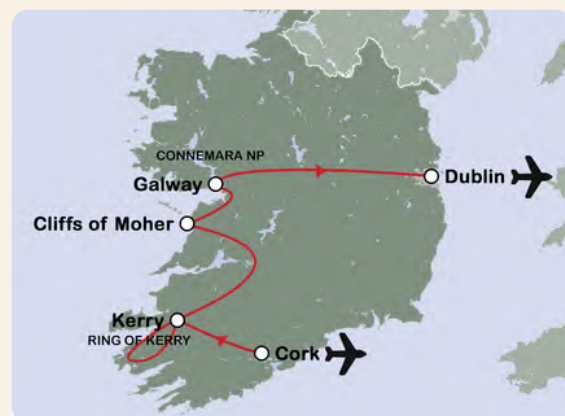 CONNEMARA NP
Galway
Dublin
Cliffs of Moher
Kerry
RING OF KERRY
Cork